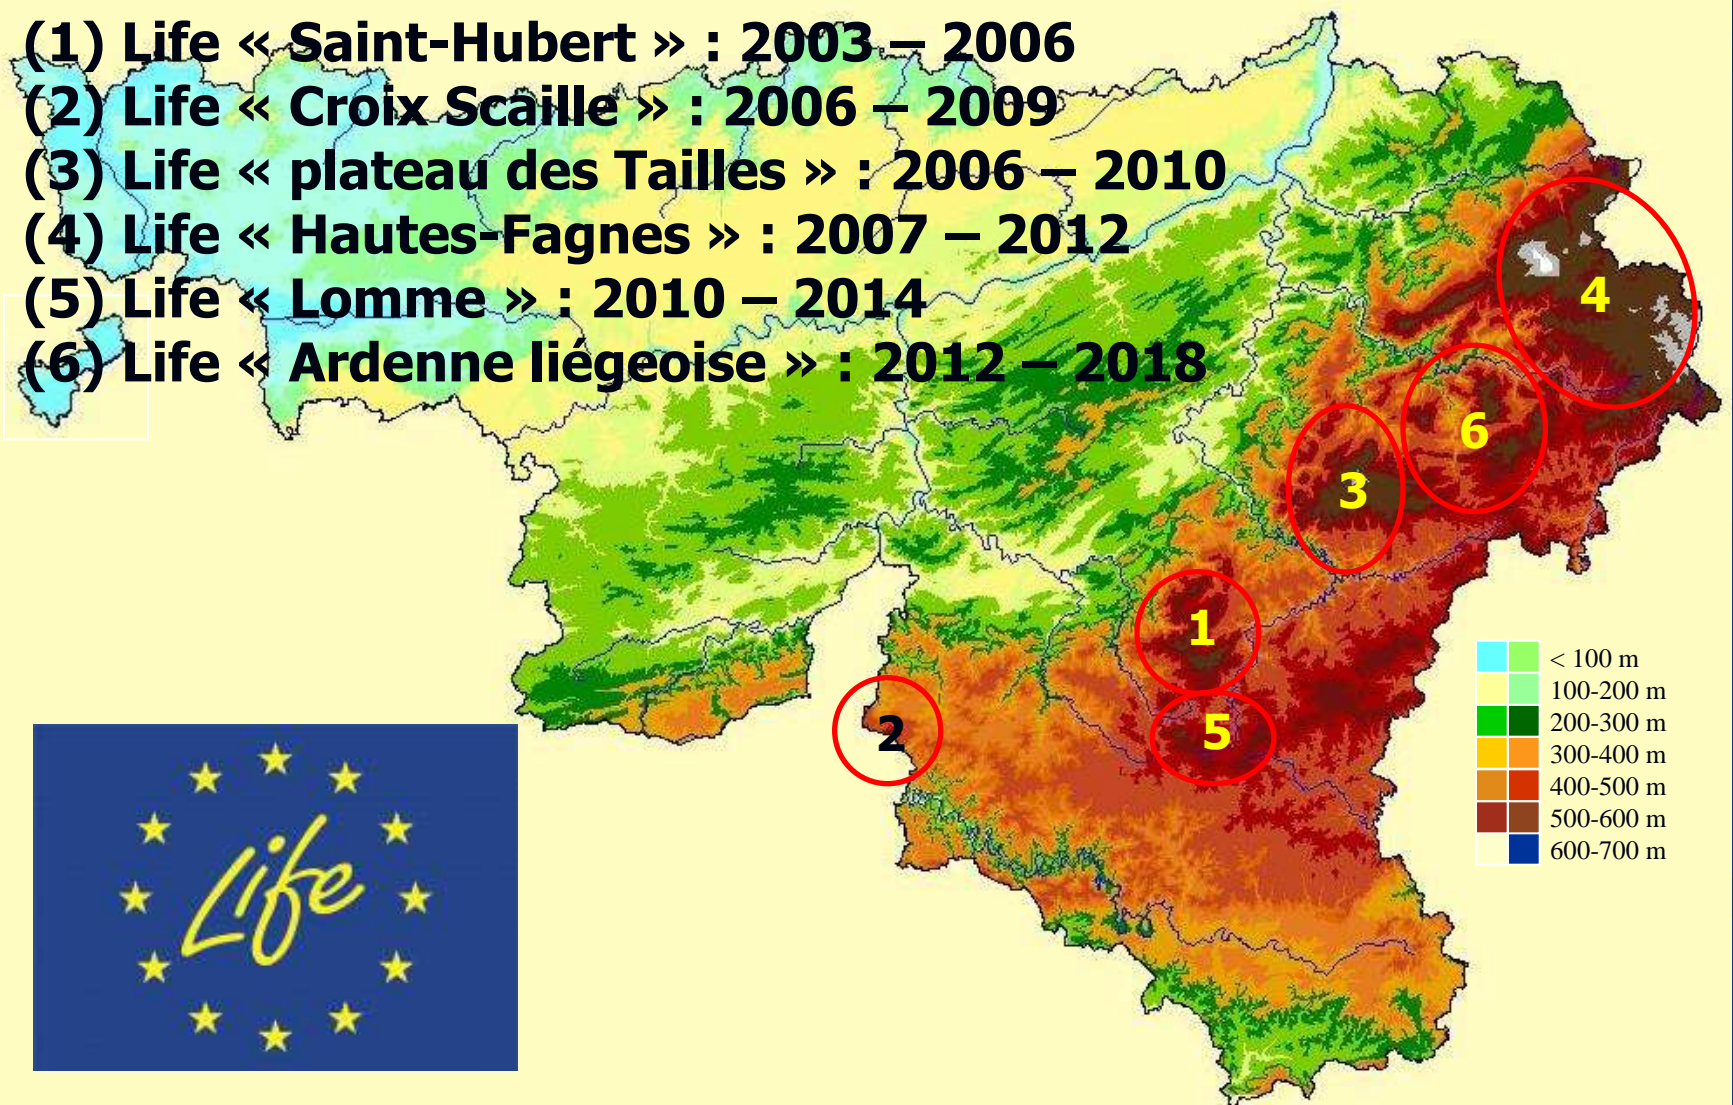 (1) Life « Saint-Hubert » : 2003 – 2006
(2) Life « Croix Scaille » : 2006 – 2009
(3) Life « plateau des Tailles » : 2006 – 2010
(4) Life « Hautes-Fagnes » : 2007 – 2012
(5) Life « Lomme » : 2010 – 2014
(6) Life « Ardenne liégeoise » : 2012 – 2018
4
6
3
1
2
5
< 100 m
100-200 m
200-300 m
300-400 m
400-500 m
500-600 m
600-700 m
Life